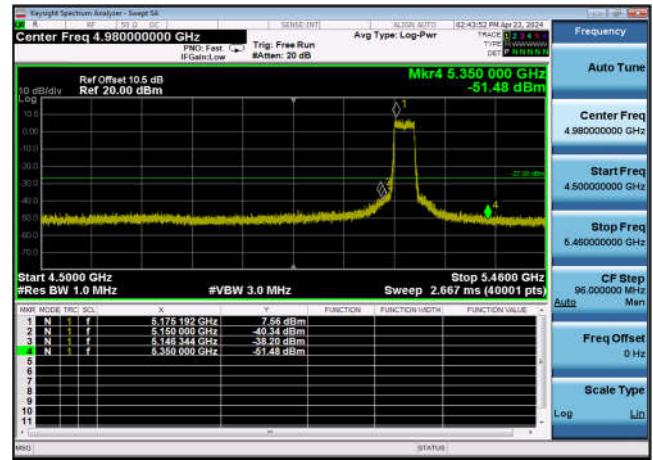 Keysight Spectrum Analyzer - Swept SA
R RF 50 Ω DC SENSE:INT ALIGN AUTO 02:43:52 PM Apr 23, 2024
Center Freq 4.980000000 GHz
PNO: Fast
IFGain:Low
Trig: Free Run
#Atten: 20 dB
Avg Type: Log-Pwr
TRACE 1 2 3 4 5 6
TYPE
DET P N N N N N
Ref Offset 10.5 dB
10 dB/div Ref 20.00 dBm
Log
Mkr4 5.350 000 GHz
-51.48 dBm
10.0
0.00
-10.0
-20.0
-30.0
-40.0
-50.0
-60.0
-70.0
-27.00 dBm
1
3
4
Start 4.5000 GHz
Stop 5.4600 GHz
#Res BW 1.0 MHz #VBW 3.0 MHz Sweep 2.667 ms (40001 pts)
MKR MODE TRC SCL X Y FUNCTION FUNCTION WIDTH FUNCTION VALUE
1 N 1 f 5.175 192 GHz 7.56 dBm
2 N 1 f 5.150 000 GHz -40.34 dBm
3 N 1 f 5.146 344 GHz -38.20 dBm
4 N 1 f 5.350 000 GHz -51.48 dBm
5
6
7
8
9
10
11
MSG STATUS
Frequency
Auto Tune
Center Freq
4.980000000 GHz
Start Freq
4.500000000 GHz
Stop Freq
5.460000000 GHz
CF Step
96.000000 MHz
Auto Man
Freq Offset
0 Hz
Scale Type
Log Lin